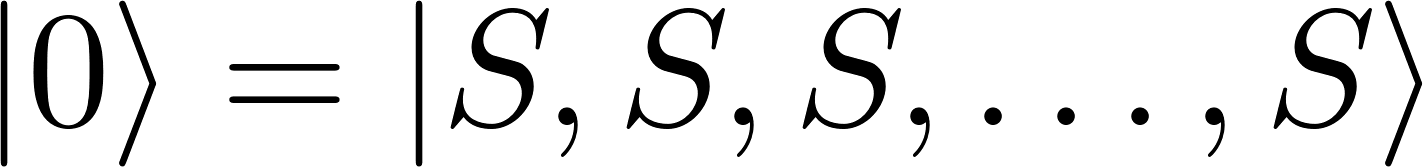 |0⟩ = |S, S, S, . . . , S⟩